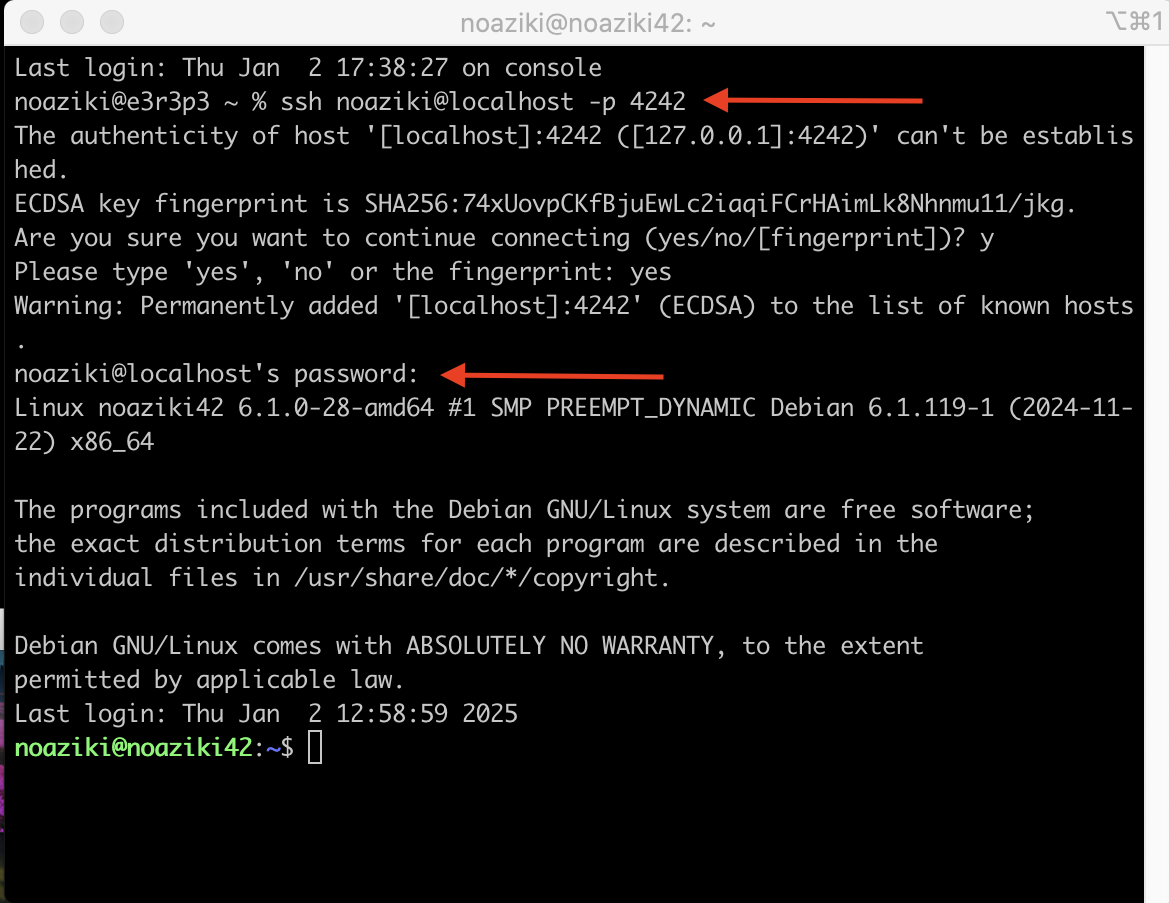 noaziki@noaziki42: ~
⌥⌘1
Last login: Thu Jan  2 17:38:27 on console
noaziki@e3r3p3 ~ % ssh noaziki@localhost -p 4242
The authenticity of host '[localhost]:4242 ([127.0.0.1]:4242)' can't be establis
hed.
ECDSA key fingerprint is SHA256:74xUovpCKfBjuEwLc2iaqiFCrHAimLk8Nhnmu11/jkg.
Are you sure you want to continue connecting (yes/no/[fingerprint])? y
Please type 'yes', 'no' or the fingerprint: yes
Warning: Permanently added '[localhost]:4242' (ECDSA) to the list of known hosts
.
noaziki@localhost's password:
Linux noaziki42 6.1.0-28-amd64 #1 SMP PREEMPT_DYNAMIC Debian 6.1.119-1 (2024-11-
22) x86_64

The programs included with the Debian GNU/Linux system are free software;
the exact distribution terms for each program are described in the
individual files in /usr/share/doc/*/copyright.

Debian GNU/Linux comes with ABSOLUTELY NO WARRANTY, to the extent
permitted by applicable law.
Last login: Thu Jan  2 12:58:59 2025
noaziki@noaziki42:~$